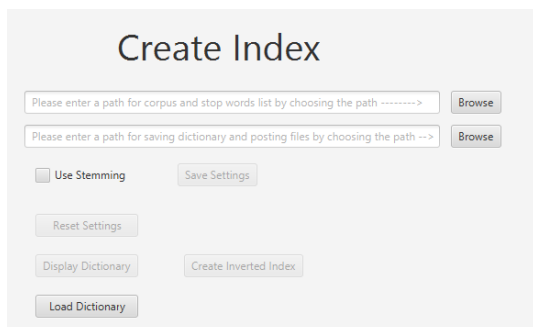 Create Index
Please enter a path for corpus and stop words list by choosing the path -------->
Browse
Please enter a path for saving dictionary and posting files by choosing the path -->
Browse
Use Stemming
Save Settings
Reset Settings
Display Dictionary
Create Inverted Index
Load Dictionary